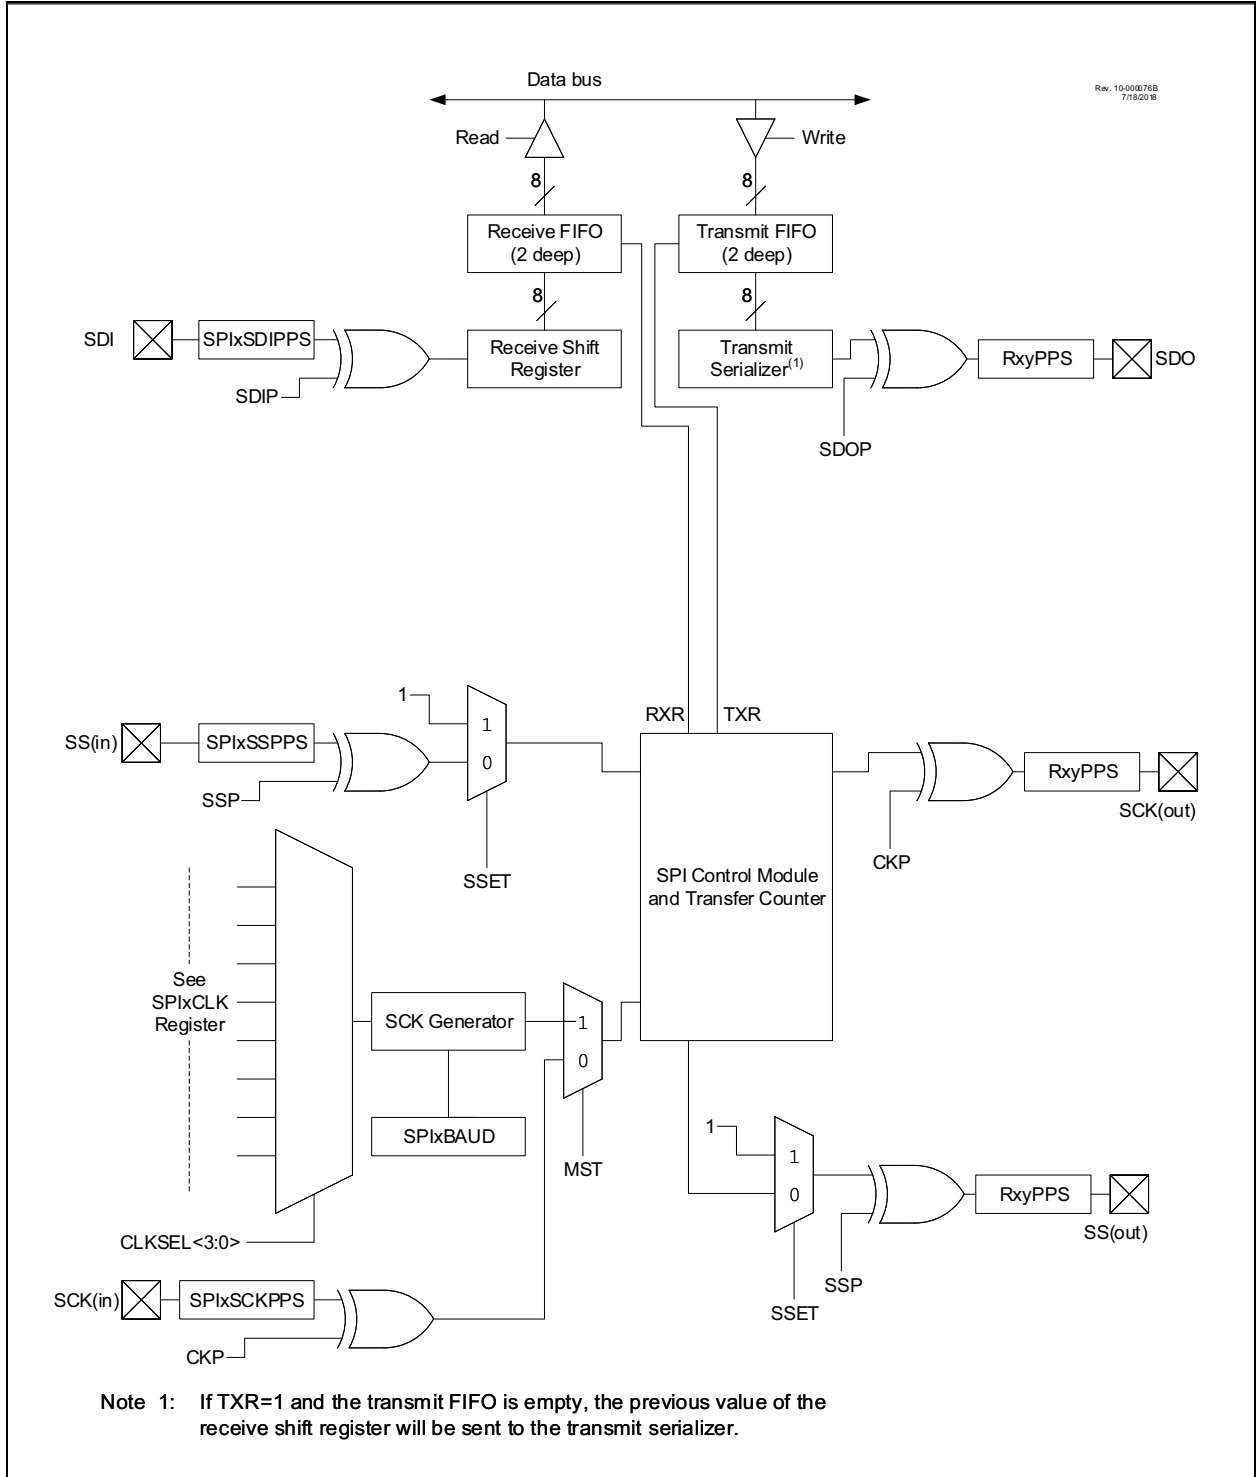 Data bus
Rev. 10-000076B
7/18/2018
Read
Write
8
8
Receive FIFO
(2 deep)
Transmit FIFO
(2 deep)
8
8
SDI
SPIxSDIPPS
Receive Shift
Register
Transmit
Serializer(1)
RxyPPS
SDO
SDIP
SDOP
1
RXR
TXR
SS(in)
SPIxSSPPS
1
0
RxyPPS
SSP
SCK(out)
CKP
SSET
SPI Control Module
and Transfer Counter
See
SPIxCLK
Register
SCK Generator
1
0
SPIxBAUD
MST
1
1
0
RxyPPS
CLKSEL<3:0>
SS(out)
SSP
SSET
SCK(in)
SPIxSCKPPS
CKP
Note 1: If TXR=1 and the transmit FIFO is empty, the previous value of the
receive shift register will be sent to the transmit serializer.